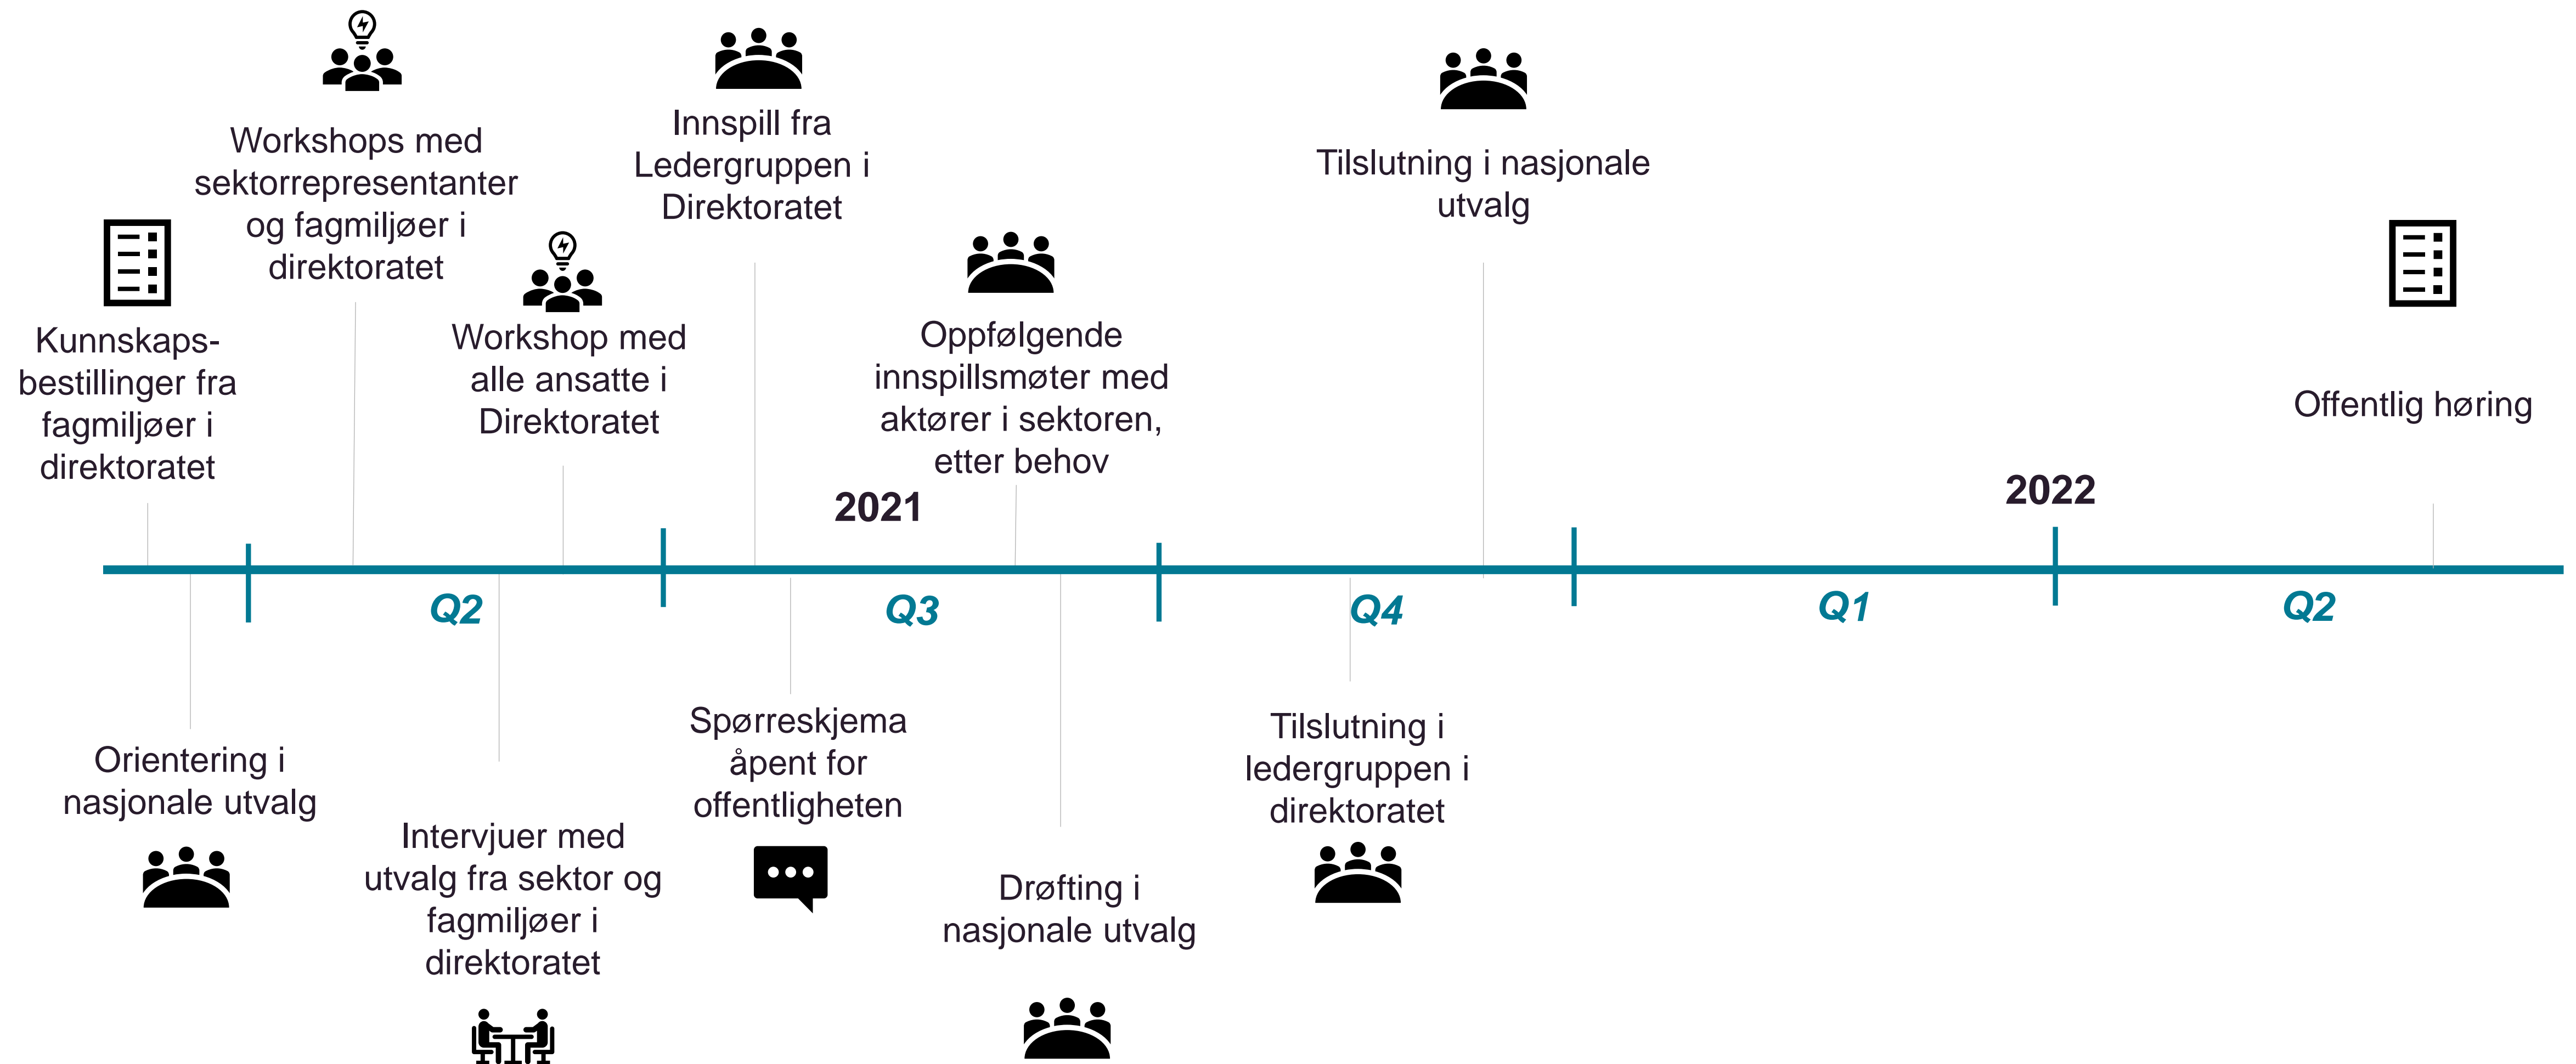 Workshops med
sektorrepresentanter
og fagmiljøer i
direktoratet
Innspill fra
Ledergruppen i
Direktoratet
Tilslutning i nasjonale
utvalg
Kunnskaps-
bestillinger fra
fagmiljøer i
direktoratet
Workshop med
alle ansatte i
Direktoratet
Oppfølgende
innspillsmøter med
aktører i sektoren,
etter behov
Offentlig høring
2021
2022
Q2
Q3
Q4
Q1
Q2
Orientering i
nasjonale utvalg
Intervjuer med
utvalg fra sektor og
fagmiljøer i
direktoratet
Spørreskjema
åpent for
offentligheten
Drøfting i
nasjonale utvalg
Tilslutning i
ledergruppen i
direktoratet